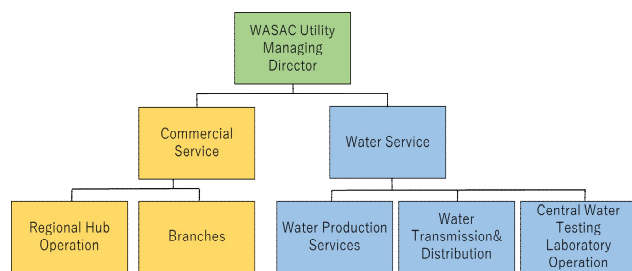 WASAC Utility
Managing
Director
Commercial
Service
Water Service
Regional Hub
Operation
Branches
Water Production
Services
Water
Transmission&
Distribution
Central Water
Testing
Laboratory
Operation